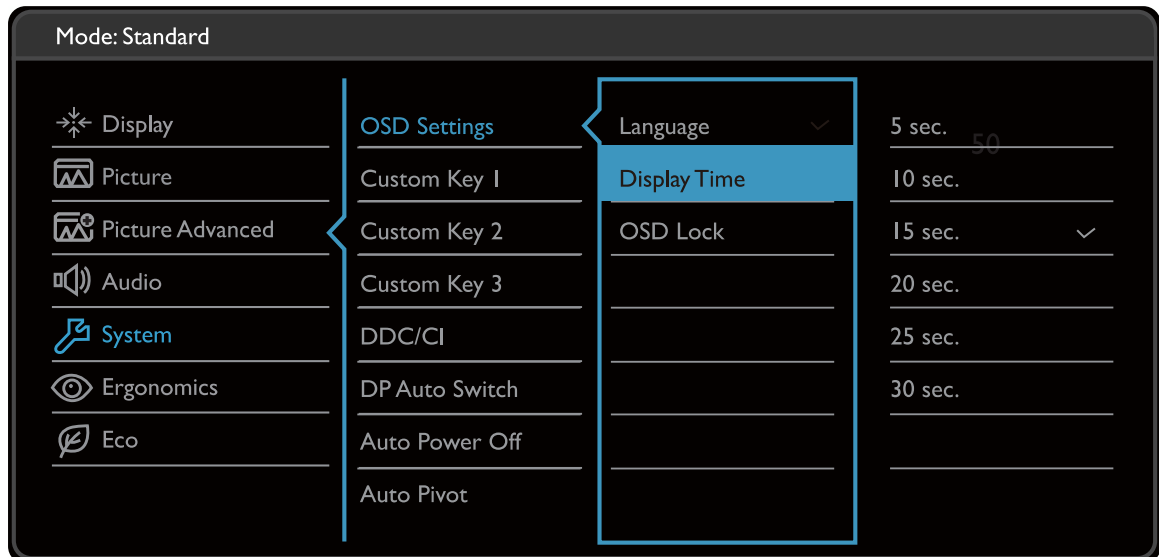 Mode: Standard
Display
Picture
Picture Advanced
Audio
System
Ergonomics
Eco
OSD Settings
Custom Key 1
Custom Key 2
Custom Key 3
DDC/CI
DP Auto Switch
Auto Power Off
Auto Pivot
Language
Display Time
OSD Lock
5 sec.
50
10 sec.
15 sec.
20 sec.
25 sec.
30 sec.